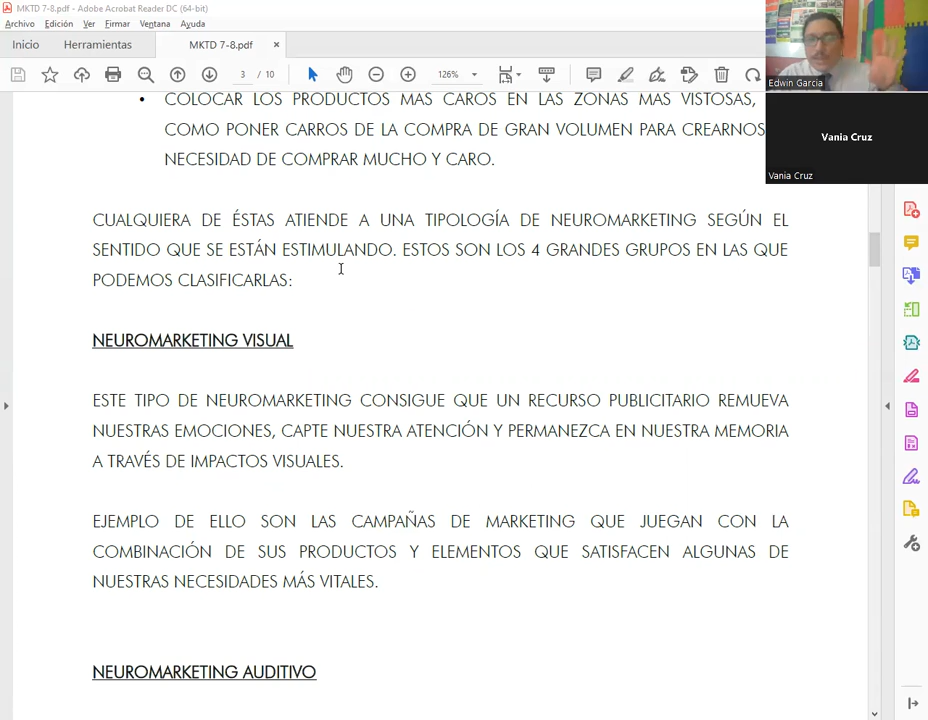 MKTD 7-8.pdf - Adobe Acrobat Reader DC (64-bit)
Archivo Edición Ver Firmar Ventana Ayuda
Inicio Herramientas MKTD 7-8.pdf ×
3 / 10 126%
• COLOCAR LOS PRODUCTOS MAS CAROS EN LAS ZONAS MAS VISTOSAS,
COMO PONER CARROS DE LA COMPRA DE GRAN VOLUMEN PARA CREARNOS
NECESIDAD DE COMPRAR MUCHO Y CARO.
CUALQUIERA DE ÉSTAS ATIENDE A UNA TIPOLOGÍA DE NEUROMARKETING SEGÚN EL
SENTIDO QUE SE ESTÁN ESTIMULANDO. ESTOS SON LOS 4 GRANDES GRUPOS EN LAS QUE
PODEMOS CLASIFICARLAS:
NEUROMARKETING VISUAL
ESTE TIPO DE NEUROMARKETING CONSIGUE QUE UN RECURSO PUBLICITARIO REMUEVA
NUESTRAS EMOCIONES, CAPTE NUESTRA ATENCIÓN Y PERMANEZCA EN NUESTRA MEMORIA
A TRAVÉS DE IMPACTOS VISUALES.
EJEMPLO DE ELLO SON LAS CAMPAÑAS DE MARKETING QUE JUEGAN CON LA
COMBINACIÓN DE SUS PRODUCTOS Y ELEMENTOS QUE SATISFACEN ALGUNAS DE
NUESTRAS NECESIDADES MÁS VITALES.
NEUROMARKETING AUDITIVO
Edwin Garcia
Vania Cruz
Vania Cruz